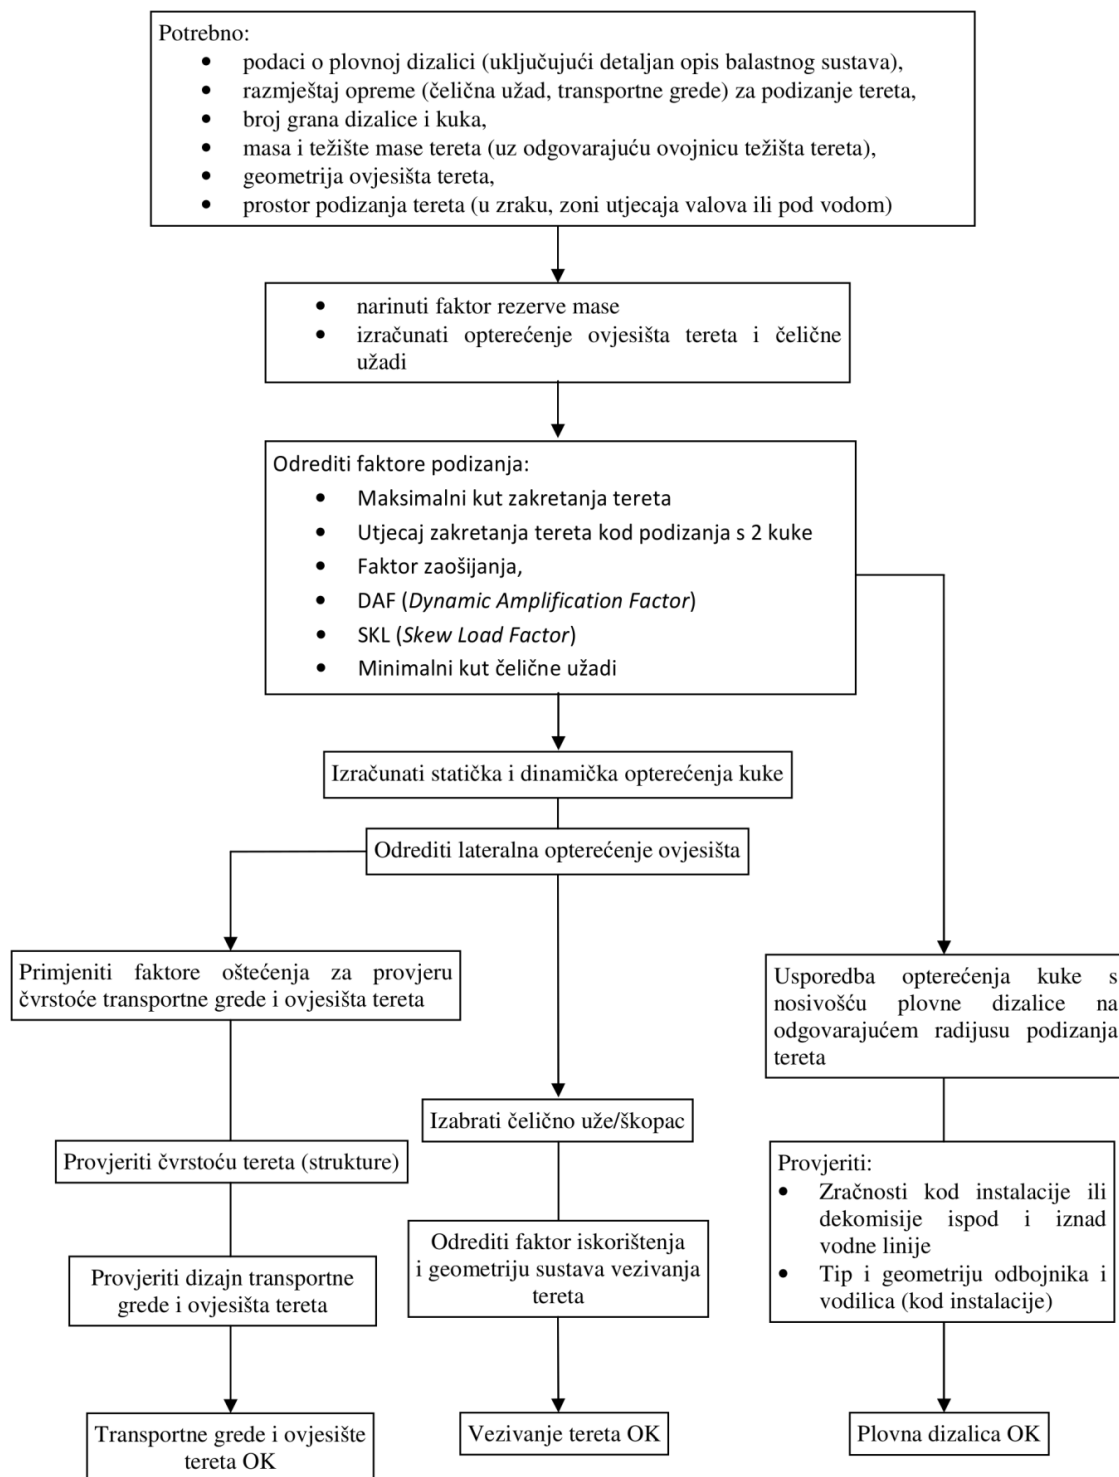 Potrebno:
• podaci o plovnoj dizalici (uključujući detaljan opis balastnog sustava),
• razmještaj opreme (čelična užad, transportne grede) za podizanje tereta,
• broj grana dizalice i kuka,
• masa i težište mase tereta (uz odgovarajuću ovojnicu težišta tereta),
• geometrija ovjesišta tereta,
• prostor podizanja tereta (u zraku, zoni utjecaja valova ili pod vodom)
• narinuti faktor rezerve mase
• izračunati opterećenje ovjesišta tereta i čelične
užadi
Odrediti faktore podizanja:
• Maksimalni kut zakretanja tereta
• Utjecaj zakretanja tereta kod podizanja s 2 kuke
• Faktor zaošijanja,
• DAF (Dynamic Amplification Factor)
• SKL (Skew Load Factor)
• Minimalni kut čelične užadi
Izračunati statička i dinamička opterećenja kuke
Odrediti lateralna opterećenje ovjesišta
Primjeniti faktore oštećenja za provjeru
čvrstoće transportne grede i ovjesišta tereta
Provjeriti čvrstoću tereta (strukture)
Provjeriti dizajn transportne
grede i ovjesišta tereta
Transportne grede i ovjesište
tereta OK
Izabrati čelično uže/škopac
Odrediti faktor iskorištenja
i geometriju sustava vezivanja
tereta
Vezivanje tereta OK
Usporedba opterećenja kuke s
nosivošću plovne dizalice na
odgovarajućem radijusu podizanja
tereta
Provjeriti:
• Zračnosti kod instalacije ili
dekomisije ispod i iznad
vodne linije
• Tip i geometriju odbojnika i
vodilica (kod instalacije)
Plovna dizalica OK